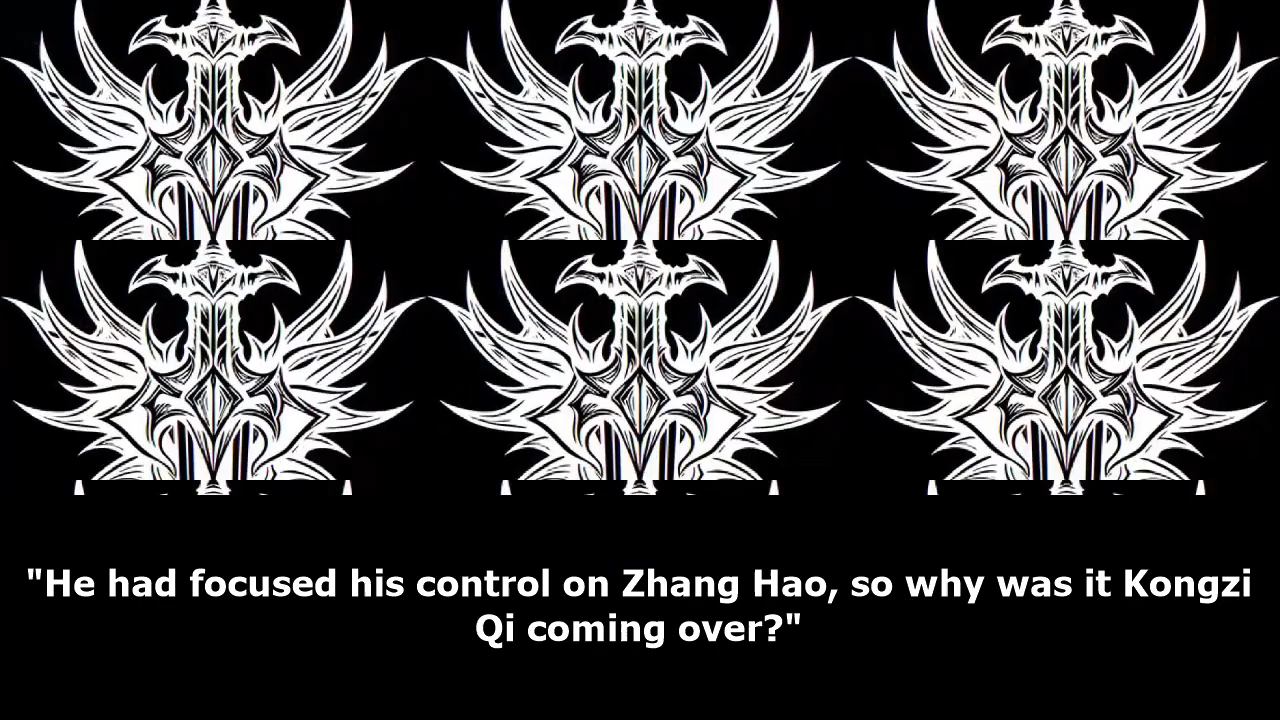 "He had focused his control on Zhang Hao, so why was it Kongzi
Qi coming over?"